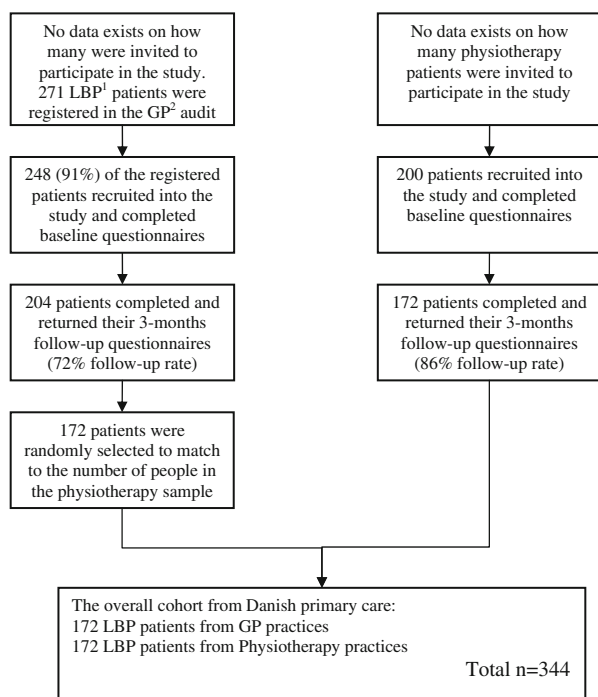 No data exists on how
many were invited to
participate in the study.
271 LBP¹ patients were
registered in the GP² audit
No data exists on how
many physiotherapy
patients were invited to
participate in the study
248 (91%) of the registered
patients recruited into the
study and completed
baseline questionnaires
200 patients recruited into
the study and completed
baseline questionnaires
204 patients completed and
returned their 3-months
follow-up questionnaires
(72% follow-up rate)
172 patients completed and
returned their 3-months
follow-up questionnaires
(86% follow-up rate)
172 patients were
randomly selected to match
to the number of people in
the physiotherapy sample
The overall cohort from Danish primary care:
172 LBP patients from GP practices
172 LBP patients from Physiotherapy practices
Total n=344